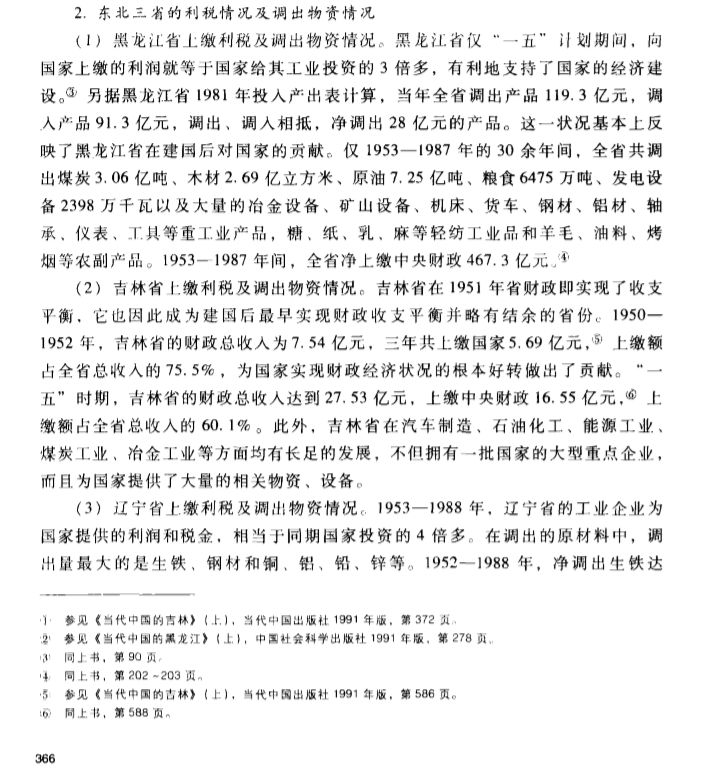 2. 东北三省的利税情况及调出物资情况
(1) 黑龙江省上缴利税及调出物资情况。黑龙江省仅“一五”计划期间，向
国家上缴的利润就等于国家给其工业投资的 3 倍多，有利地支持了国家的经济建
设。③ 另据黑龙江省 1981 年投入产出表计算，当年全省调出产品 119.3 亿元，调
入产品 91.3 亿元，调出、调入相抵，净调出 28 亿元的产品。这一状况基本上反
映了黑龙江省在建国后对国家的贡献。仅 1953—1987 年的 30 余年间，全省共调
出煤炭 3.06 亿吨、木材 2.69 亿立方米、原油 7.25 亿吨、粮食 6475 万吨、发电设
备 2398 万千瓦以及大量的冶金设备、矿山设备、机床、货车、钢材、铝材、轴
承、仪表、工具等重工业产品，糖、纸、乳、麻等轻纺工业品和羊毛、油料、烤
烟等农副产品。1953—1987 年间，全省净上缴中央财政 467.3 亿元。④
(2) 吉林省上缴利税及调出物资情况。吉林省在 1951 年省财政即实现了收支
平衡，它也因此成为建国后最早实现财政收支平衡并略有结余的省份。1950—
1952 年，吉林省的财政总收入为 7.54 亿元，三年共上缴国家 5.69 亿元，⑤ 上缴额
占全省总收入的 75.5%，为国家实现财政经济状况的根本好转做出了贡献。“一
五”时期，吉林省的财政总收入达到 27.53 亿元，上缴中央财政 16.55 亿元，⑥ 上
缴额占全省总收入的 60.1%。此外，吉林省在汽车制造、石油化工、能源工业、
煤炭工业、冶金工业等方面均有长足的发展，不但拥有一批国家的大型重点企业，
而且为国家提供了大量的相关物资、设备。
(3) 辽宁省上缴利税及调出物资情况。1953—1988 年，辽宁省的工业企业为
国家提供的利润和税金，相当于同期国家投资的 4 倍多。在调出的原材料中，调
出量最大的是生铁、钢材和铜、铝、铅、锌等。1952—1988 年，净调出生铁达
① 参见《当代中国的吉林》(上)，当代中国出版社 1991 年版，第 372 页。
② 参见《当代中国的黑龙江》(上)，中国社会科学出版社 1991 年版，第 278 页。
③ 同上书，第 90 页。
④ 同上书，第 202 ~ 203 页。
⑤ 参见《当代中国的吉林》(上)，当代中国出版社 1991 年版，第 586 页。
⑥ 同上书，第 588 页。
366